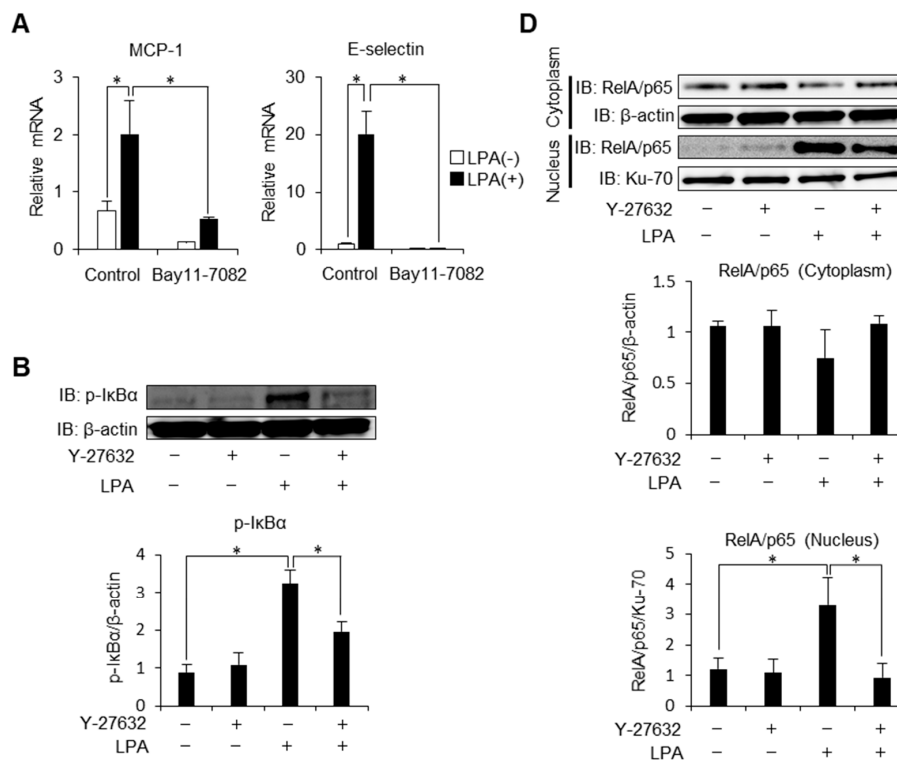 A
MCP-1
Relative mRNA
3
2
1
0
*
*
Control Bay11-7082
E-selectin
Relative mRNA
30
20
10
0
*
*
Control Bay11-7082
LPA(-)
LPA(+)
B
IB: p-IκBα
IB: β-actin
Y-27632 − + − +
LPA − − + +
p-IκBα
p-IκBα/β-actin
4
3
2
1
0
*
*
Y-27632 − + − +
LPA − − + +
D
Cytoplasm
IB: RelA/p65
IB: β-actin
Nucleus
IB: RelA/p65
IB: Ku-70
Y-27632 − + − +
LPA − − + +
RelA/p65 (Cytoplasm)
RelA/p65/β-actin
1.5
1
0.5
0
Y-27632 − + − +
LPA − − + +
RelA/p65 (Nucleus)
RelA/p65/Ku-70
5
4
3
2
1
0
*
*
Y-27632 − + − +
LPA − − + +